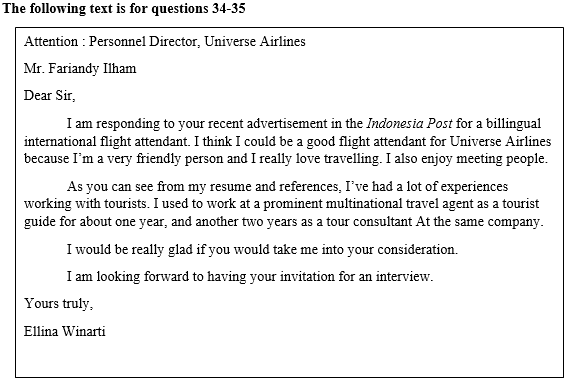 The following text is for questions 34-35
Attention : Personnel Director, Universe Airlines
Mr. Fariandy Ilham
Dear Sir,
I am responding to your recent advertisement in the Indonesia Post for a billingual
international flight attendant. I think I could be a good flight attendant for Universe Airlines
because I’m a very friendly person and I really love travelling. I also enjoy meeting people.
As you can see from my resume and references, I’ve had a lot of experiences
working with tourists. I used to work at a prominent multinational travel agent as a tourist
guide for about one year, and another two years as a tour consultant At the same company.
I would be really glad if you would take me into your consideration.
I am looking forward to having your invitation for an interview.
Yours truly,
Ellina Winarti